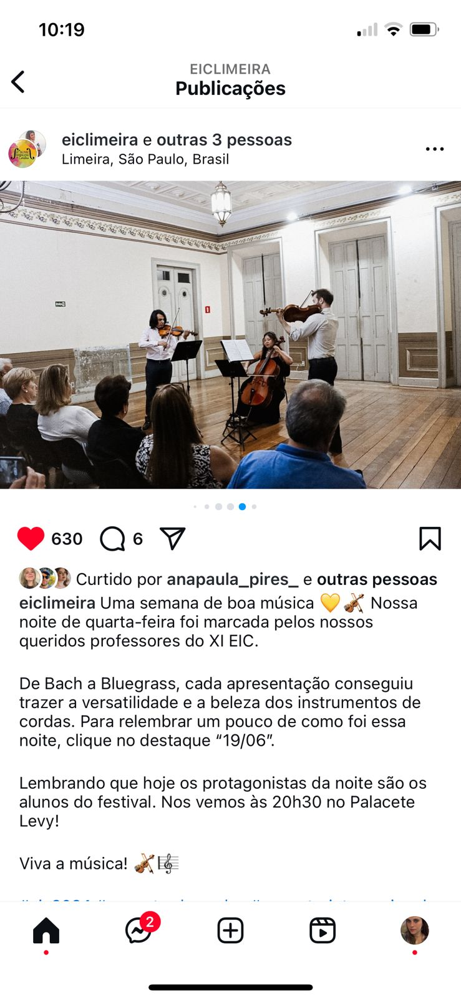 10:19
EICLIMEIRA
Publicações
eiclimeira e outras 3 pessoas
Limeira, São Paulo, Brasil
630
6
Curtido por anapaula_pires_ e outras pessoas
eiclimeira Uma semana de boa música 💛🎻 Nossa
noite de quarta-feira foi marcada pelos nossos
queridos professores do XI EIC.
De Bach a Bluegrass, cada apresentação conseguiu
trazer a versatilidade e a beleza dos instrumentos de
cordas. Para relembrar um pouco de como foi essa
noite, clique no destaque “19/06”.
Lembrando que hoje os protagonistas da noite são os
alunos do festival. Nos vemos às 20h30 no Palacete
Levy!
Viva a música! 🎻🎼
2